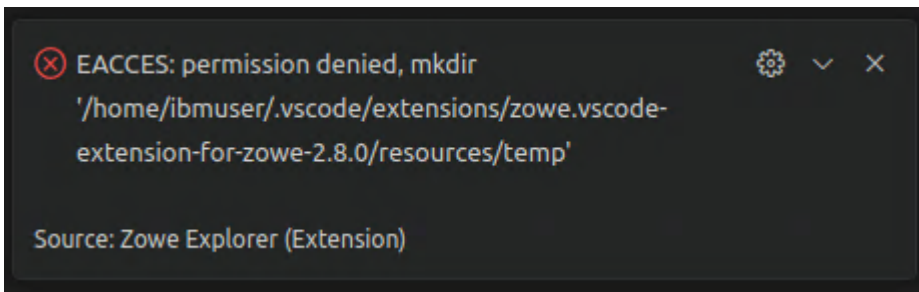 EACCES: permission denied, mkdir
'/home/ibmuser/.vscode/extensions/zowe.vscode-
extension-for-zowe-2.8.0/resources/temp'
Source: Zowe Explorer (Extension)